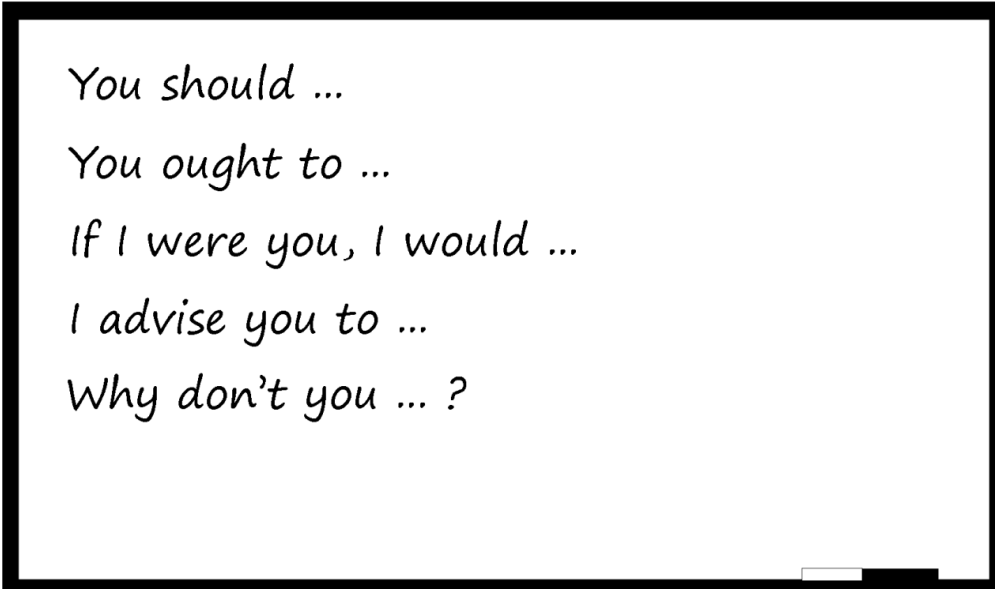 You should ...
You ought to ...
If I were you, I would ...
I advise you to ...
Why don’t you ... ?